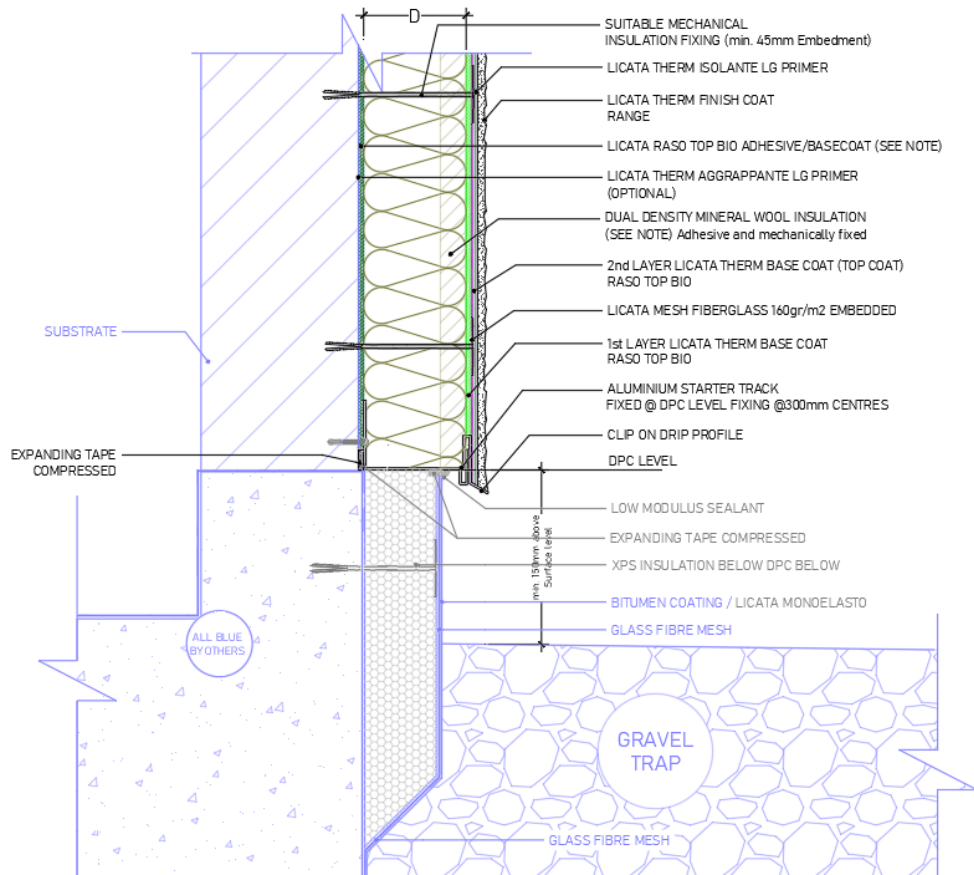 D
SUITABLE MECHANICAL
INSULATION FIXING (min. 45mm Embedment)
LICATA THERM ISOLANTE LG PRIMER
LICATA THERM FINISH COAT
RANGE
LICATA RASO TOP BIO ADHESIVE/BASECOAT (SEE NOTE)
LICATA THERM AGGRAPPANTE LG PRIMER
(OPTIONAL)
DUAL DENSITY MINERAL WOOL INSULATION
(SEE NOTE) Adhesive and mechanically fixed
2nd LAYER LICATA THERM BASE COAT (TOP COAT)
RASO TOP BIO
LICATA MESH FIBERGLASS 160gr/m2 EMBEDDED
1st LAYER LICATA THERM BASE COAT
RASO TOP BIO
ALUMINIUM STARTER TRACK
FIXED @ DPC LEVEL FIXING @300mm CENTRES
CLIP ON DRIP PROFILE
DPC LEVEL
LOW MODULUS SEALANT
EXPANDING TAPE COMPRESSED
XPS INSULATION BELOW DPC BELOW
BITUMEN COATING / LICATA MONOELASTO
GLASS FIBRE MESH
SUBSTRATE
EXPANDING TAPE
COMPRESSED
min. 150mm above
Surface level
ALL BLUE
BY OTHERS
GRAVEL
TRAP
GLASS FIBRE MESH